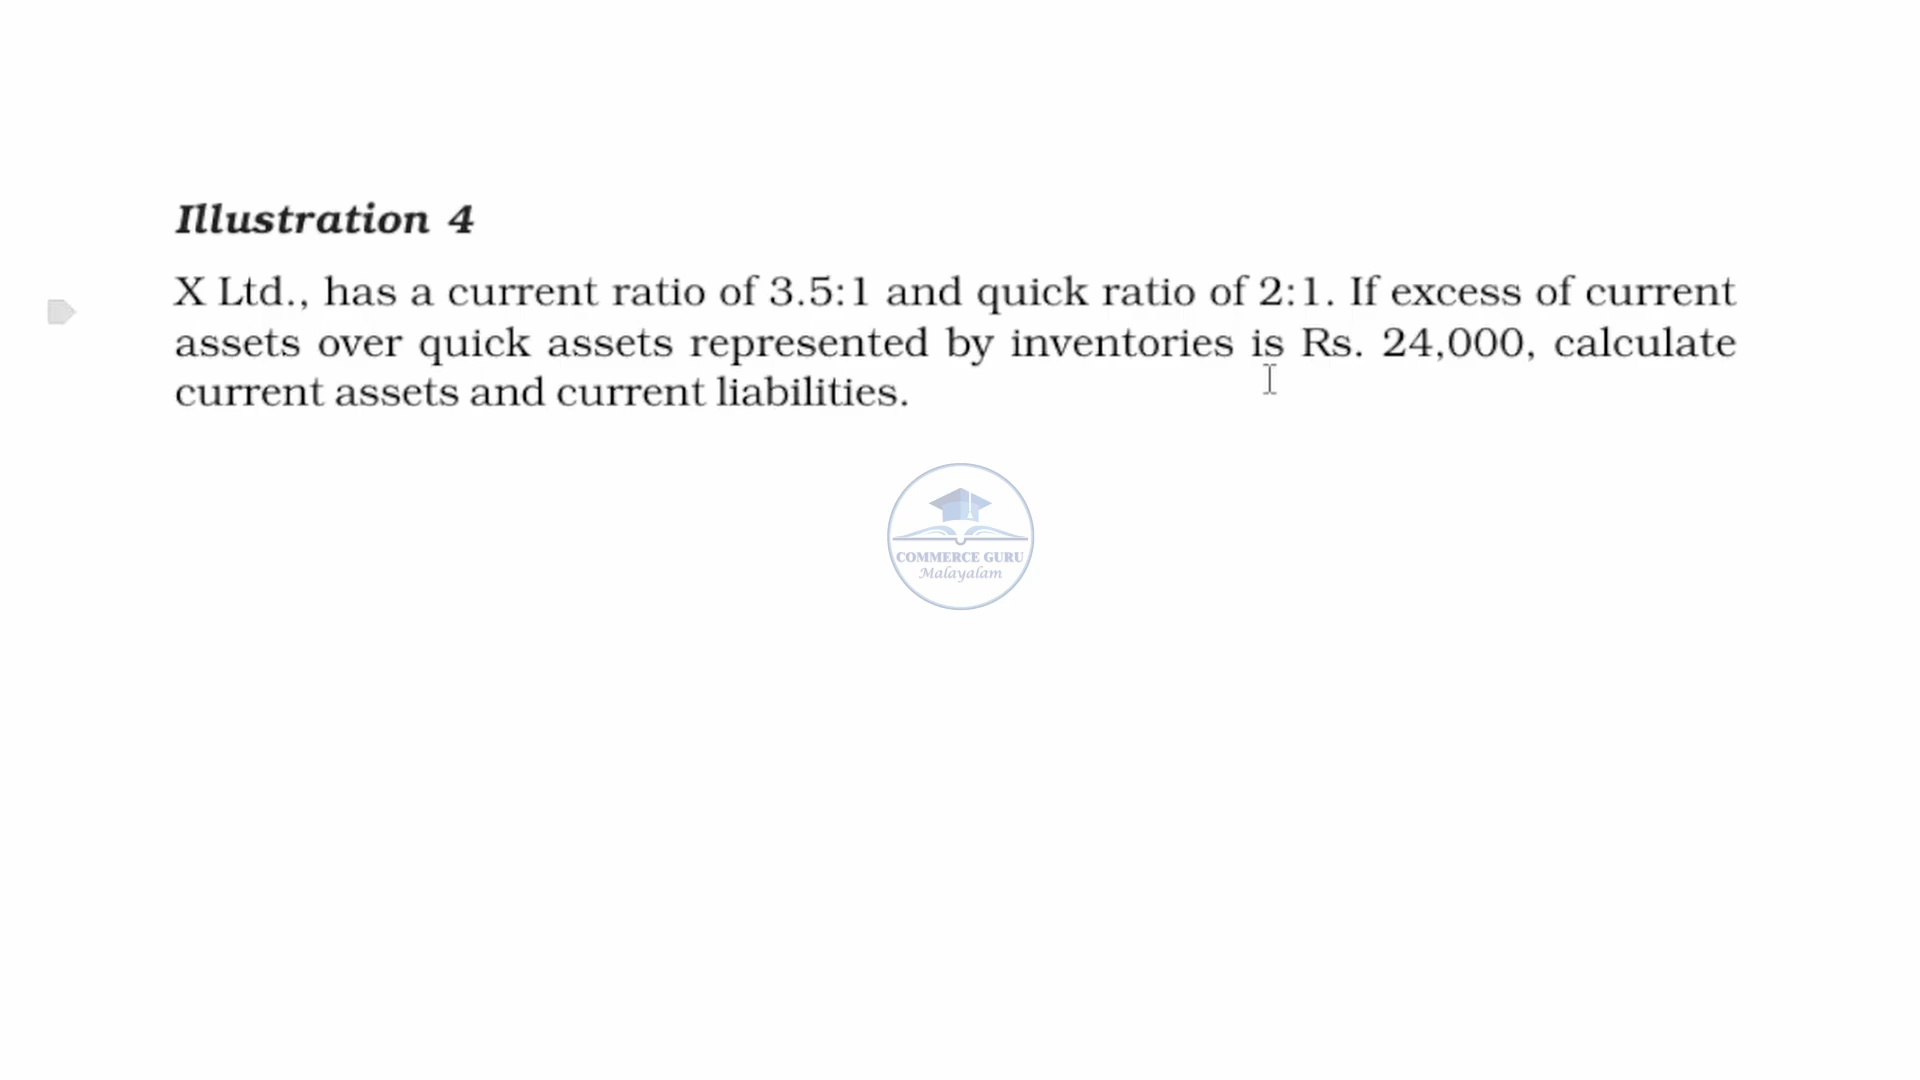 Illustration 4
X Ltd., has a current ratio of 3.5:1 and quick ratio of 2:1. If excess of current
assets over quick assets represented by inventories is Rs. 24,000, calculate
current assets and current liabilities.
COMMERCE GURU
Malayalam